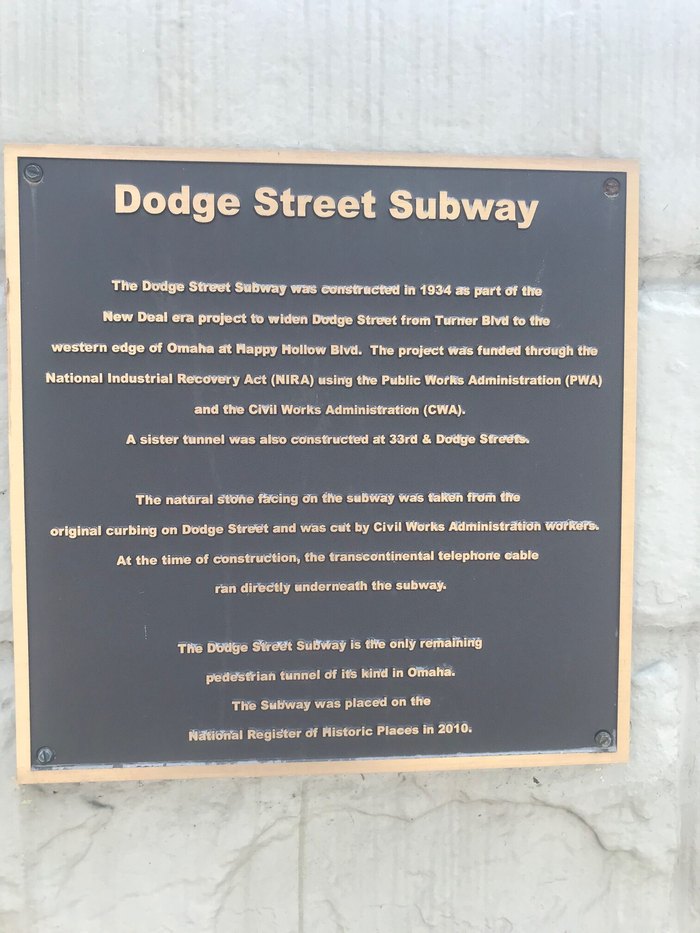 Dodge Street Subway
The Dodge Street Subway was constructed in 1934 as part of the
New Deal era project to widen Dodge Street from Turner Blvd to the
western edge of Omaha at Happy Hollow Blvd. The project was funded through the
National Industrial Recovery Act (NIRA) using the Public Works Administration (PWA)
and the Civil Works Administration (CWA).
A sister tunnel was also constructed at 33rd & Dodge Streets.
The natural stone facing on the subway was taken from the
original curbing on Dodge Street and was cut by Civil Works Administration workers.
At the time of construction, the transcontinental telephone cable
ran directly underneath the subway.
The Dodge Street Subway is the only remaining
pedestrian tunnel of its kind in Omaha.
The Subway was placed on the
National Register of Historic Places in 2010.